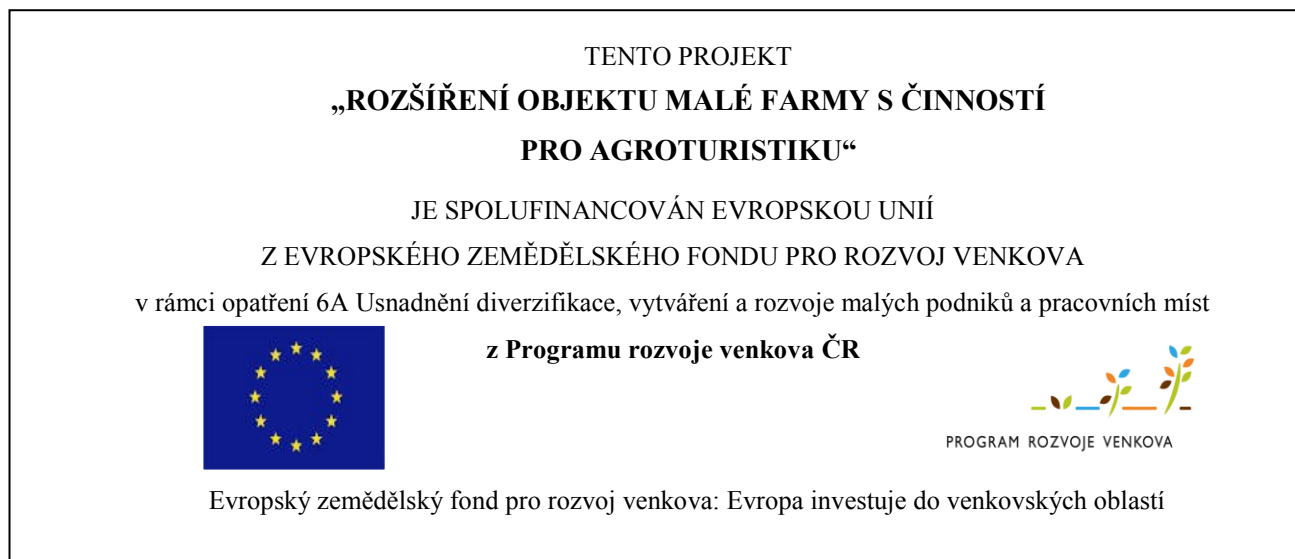 TENTO PROJEKT
„ROZŠÍŘENÍ OBJEKTU MALÉ FARMY S ČINNOSTÍ
PRO AGROTURISTIKU“
JE SPOLUFINANCOVÁN EVROPSKOU UNIÍ
Z EVROPSKÉHO ZEMĚDĚLSKÉHO FONDU PRO ROZVOJ VENKOVA
v rámci opatření 6A Usnadnění diverzifikace, vytváření a rozvoje malých podniků a pracovních míst
z Programu rozvoje venkova ČR
PROGRAM ROZVOJE VENKOVA
Evropský zemědělský fond pro rozvoj venkova: Evropa investuje do venkovských oblastí